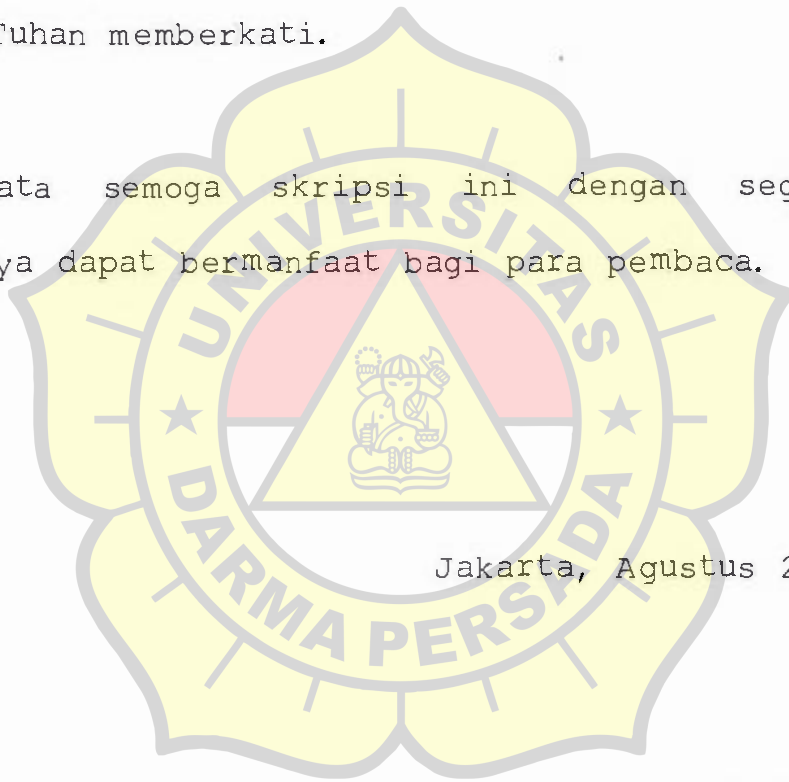 Tuhan memberkati.
ata semoga skripsi ini dengan seg
ya dapat bermanfaat bagi para pembaca.
UNIVERSITAS
DARMA PERSADA
Jakarta, Agustus 2